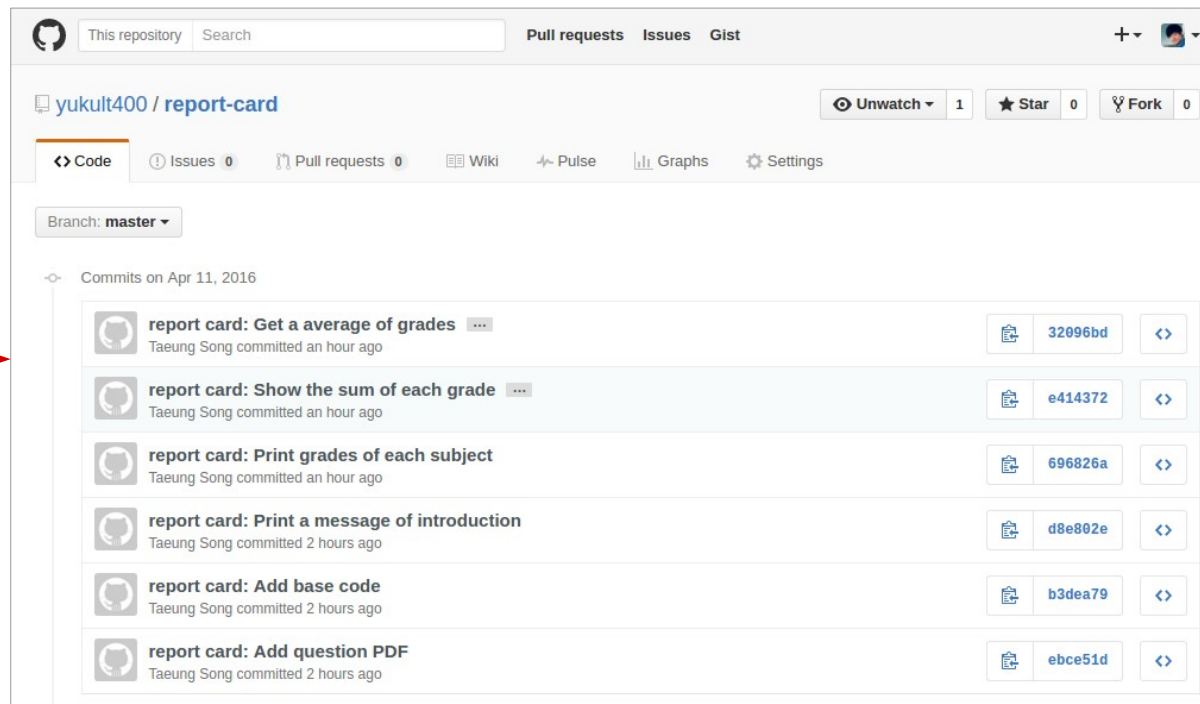 This repository Search Pull requests Issues Gist
yukult400 / report-card Unwatch 1 Star 0 Fork 0
Code Issues 0 Pull requests 0 Wiki Pulse Graphs Settings
Branch: master
Commits on Apr 11, 2016
report card: Get a average of grades ...
Taeung Song committed an hour ago
32096bd
report card: Show the sum of each grade ...
Taeung Song committed an hour ago
e414372
report card: Print grades of each subject
Taeung Song committed an hour ago
696826a
report card: Print a message of introduction
Taeung Song committed 2 hours ago
d8e802e
report card: Add base code
Taeung Song committed 2 hours ago
b3dea79
report card: Add question PDF
Taeung Song committed 2 hours ago
ebce51d